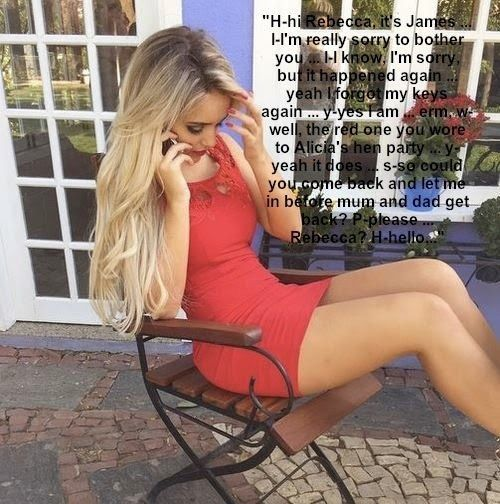 "H-hi Rebecca, it's James ...
I-I'm really sorry to bother
you ... I-I know, I'm sorry,
but it happened again ...
yeah I forgot my keys
again ... y-yes I am ... erm, w-
well, the red one you wore
to Alicia's hen party ... y-
yeah it does ... s-so could
you come back and let me
in before mum and dad get
back? P-please ...
Rebecca? H-hello..."